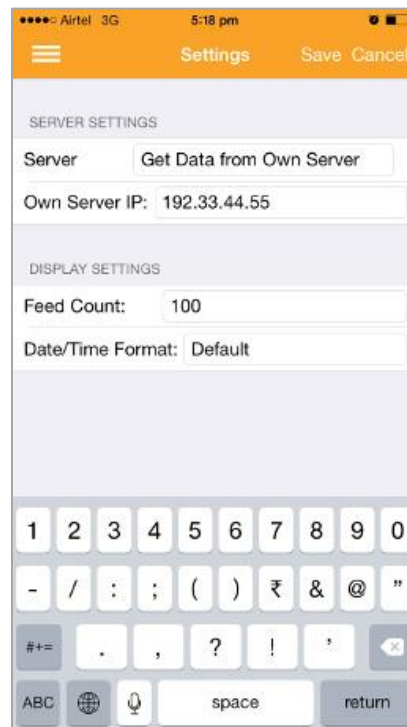 Airtel 3G 5:18 pm
Settings Save Cancel
SERVER SETTINGS
Server Get Data from Own Server
Own Server IP: 192.33.44.55
DISPLAY SETTINGS
Feed Count: 100
Date/Time Format: Default
1 2 3 4 5 6 7 8 9 0
- / : ; ( ) ₹ & @ "
#+= . , ? ! '
ABC space return